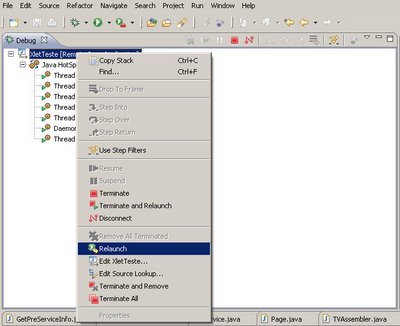 Edit Source Refactor Navigate Search Project Run Window Help
Debug
XletTeste [Rem
Java HotSp
Thread
Thread
Thread
Thread
Daemo
Thread
Thread
Copy Stack Ctrl+C
Find... Ctrl+F
Drop To Frame
Step Into
Step Over
Step Return
Use Step Filters
Resume
Suspend
Terminate
Terminate and Relaunch
Disconnect
Remove All Terminated
Relaunch
Edit XletTeste...
Edit Source Lookup...
Terminate and Remove
Terminate All
Properties
GetPreServiceInfo.j rvice.java Page.java TVAssembler.java